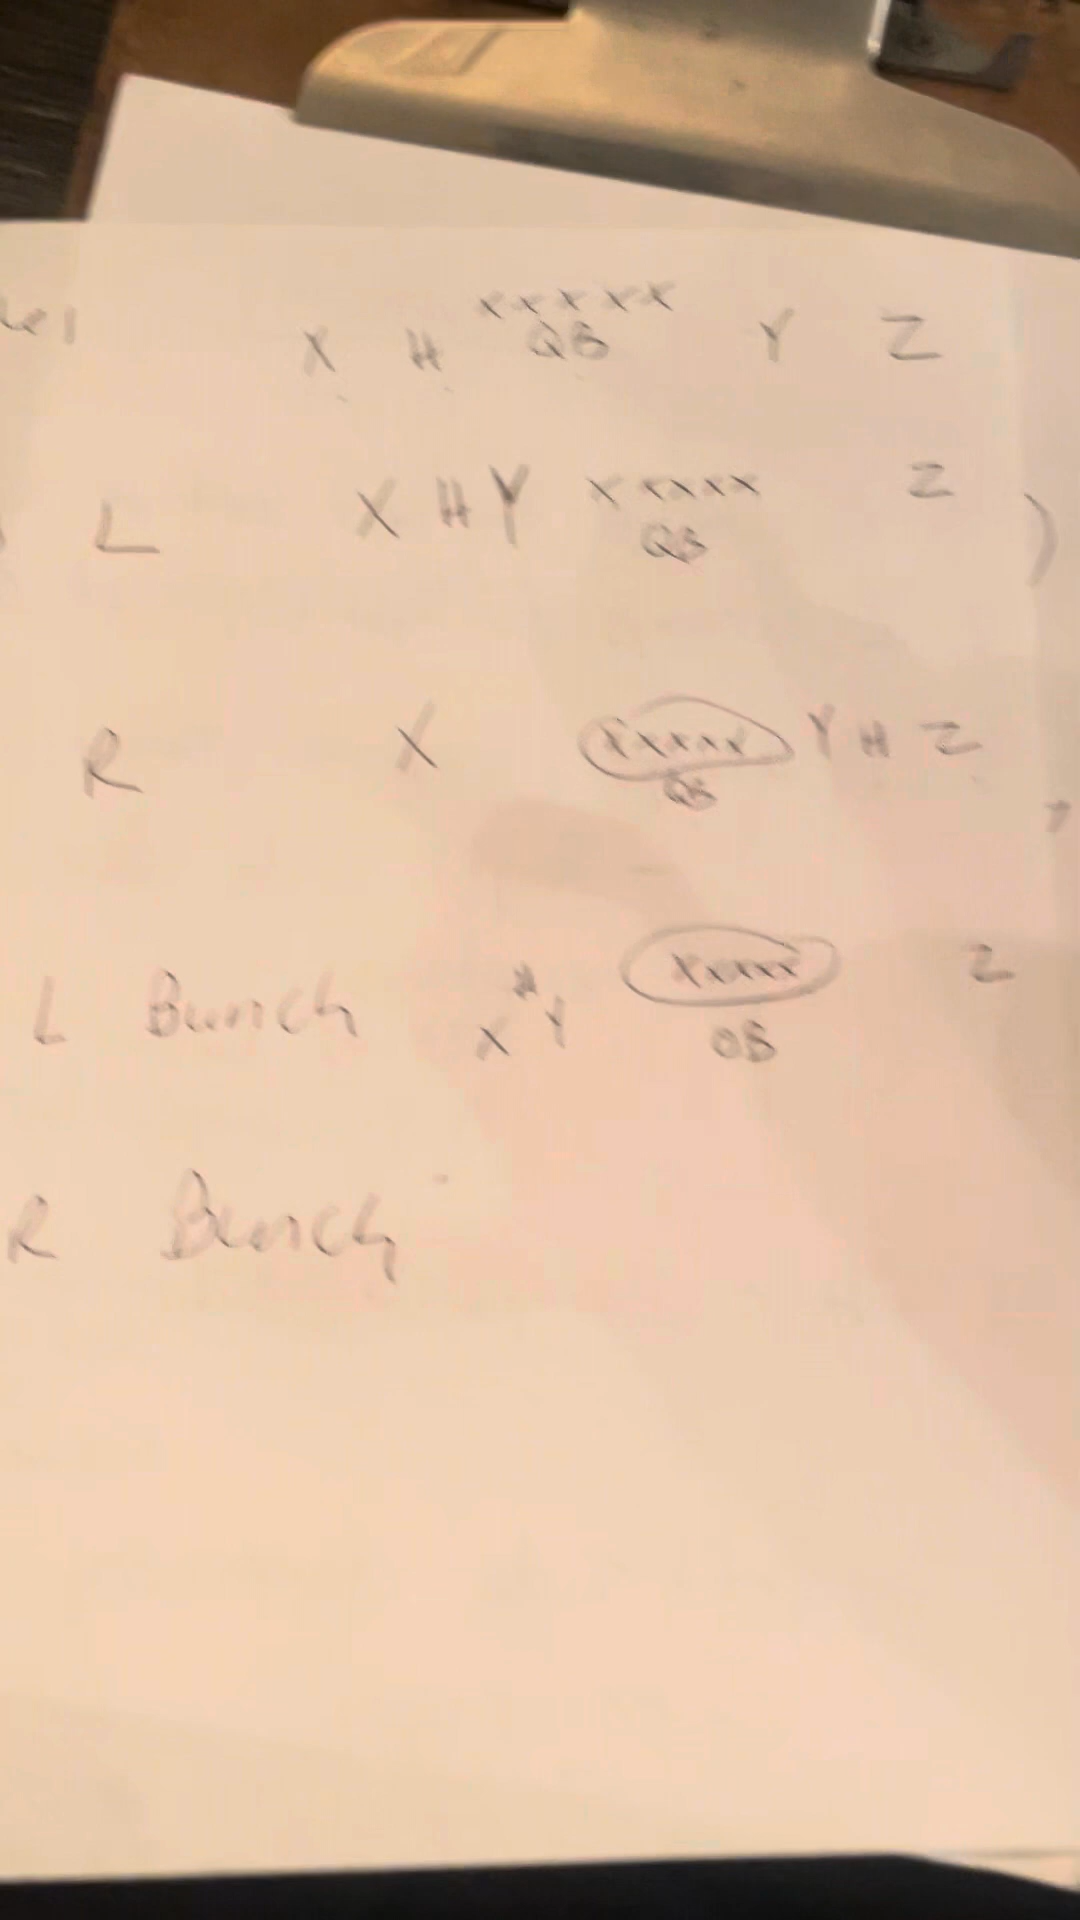 X H XXXXX Y Z
QB
L X H Y XXXXX Z
QB
R X XXXXX Y H Z
QB
L Bunch X H Y XXXXX Z
QB
R Bunch